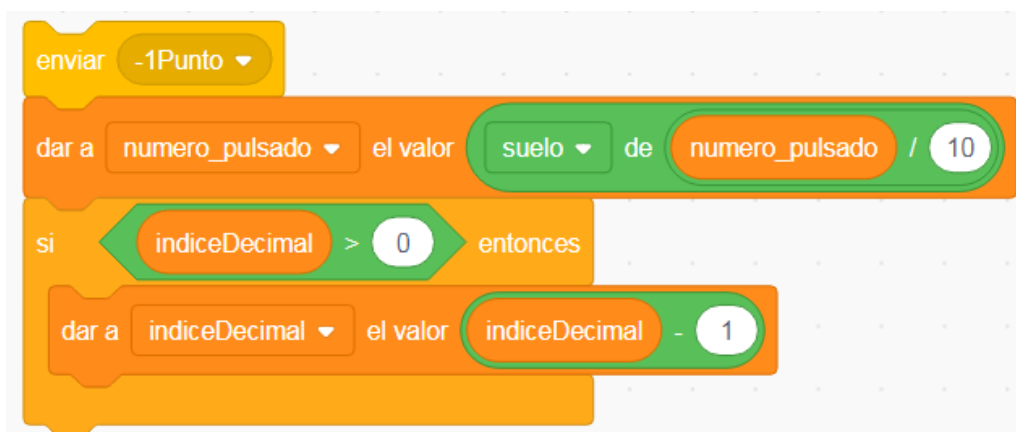 enviar -1Punto
dar a numero_pulsado el valor suelo de numero_pulsado / 10
si indiceDecimal > 0 entonces
dar a indiceDecimal el valor indiceDecimal - 1